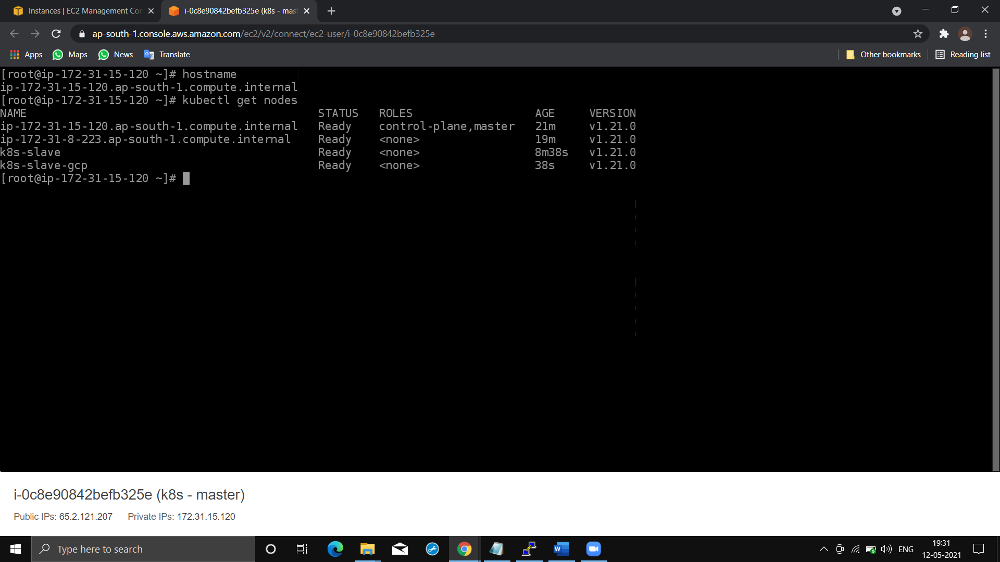 Instances | EC2 Management Con
i-0c8e90842befb325e (k8s - mast
ap-south-1.console.aws.amazon.com/ec2/v2/connect/ec2-user/i-0c8e90842befb325e
Apps Maps News Translate Other bookmarks Reading list
[root@ip-172-31-15-120 ~]# hostname
ip-172-31-15-120.ap-south-1.compute.internal
[root@ip-172-31-15-120 ~]# kubectl get nodes
NAME STATUS ROLES AGE VERSION
ip-172-31-15-120.ap-south-1.compute.internal Ready control-plane,master 21m v1.21.0
ip-172-31-8-223.ap-south-1.compute.internal Ready <none> 19m v1.21.0
k8s-slave Ready <none> 8m38s v1.21.0
k8s-slave-gcp Ready <none> 38s v1.21.0
[root@ip-172-31-15-120 ~]#
i-0c8e90842befb325e (k8s - master)
Public IPs: 65.2.121.207 Private IPs: 172.31.15.120
Type here to search
ENG
19:31
12-05-2021